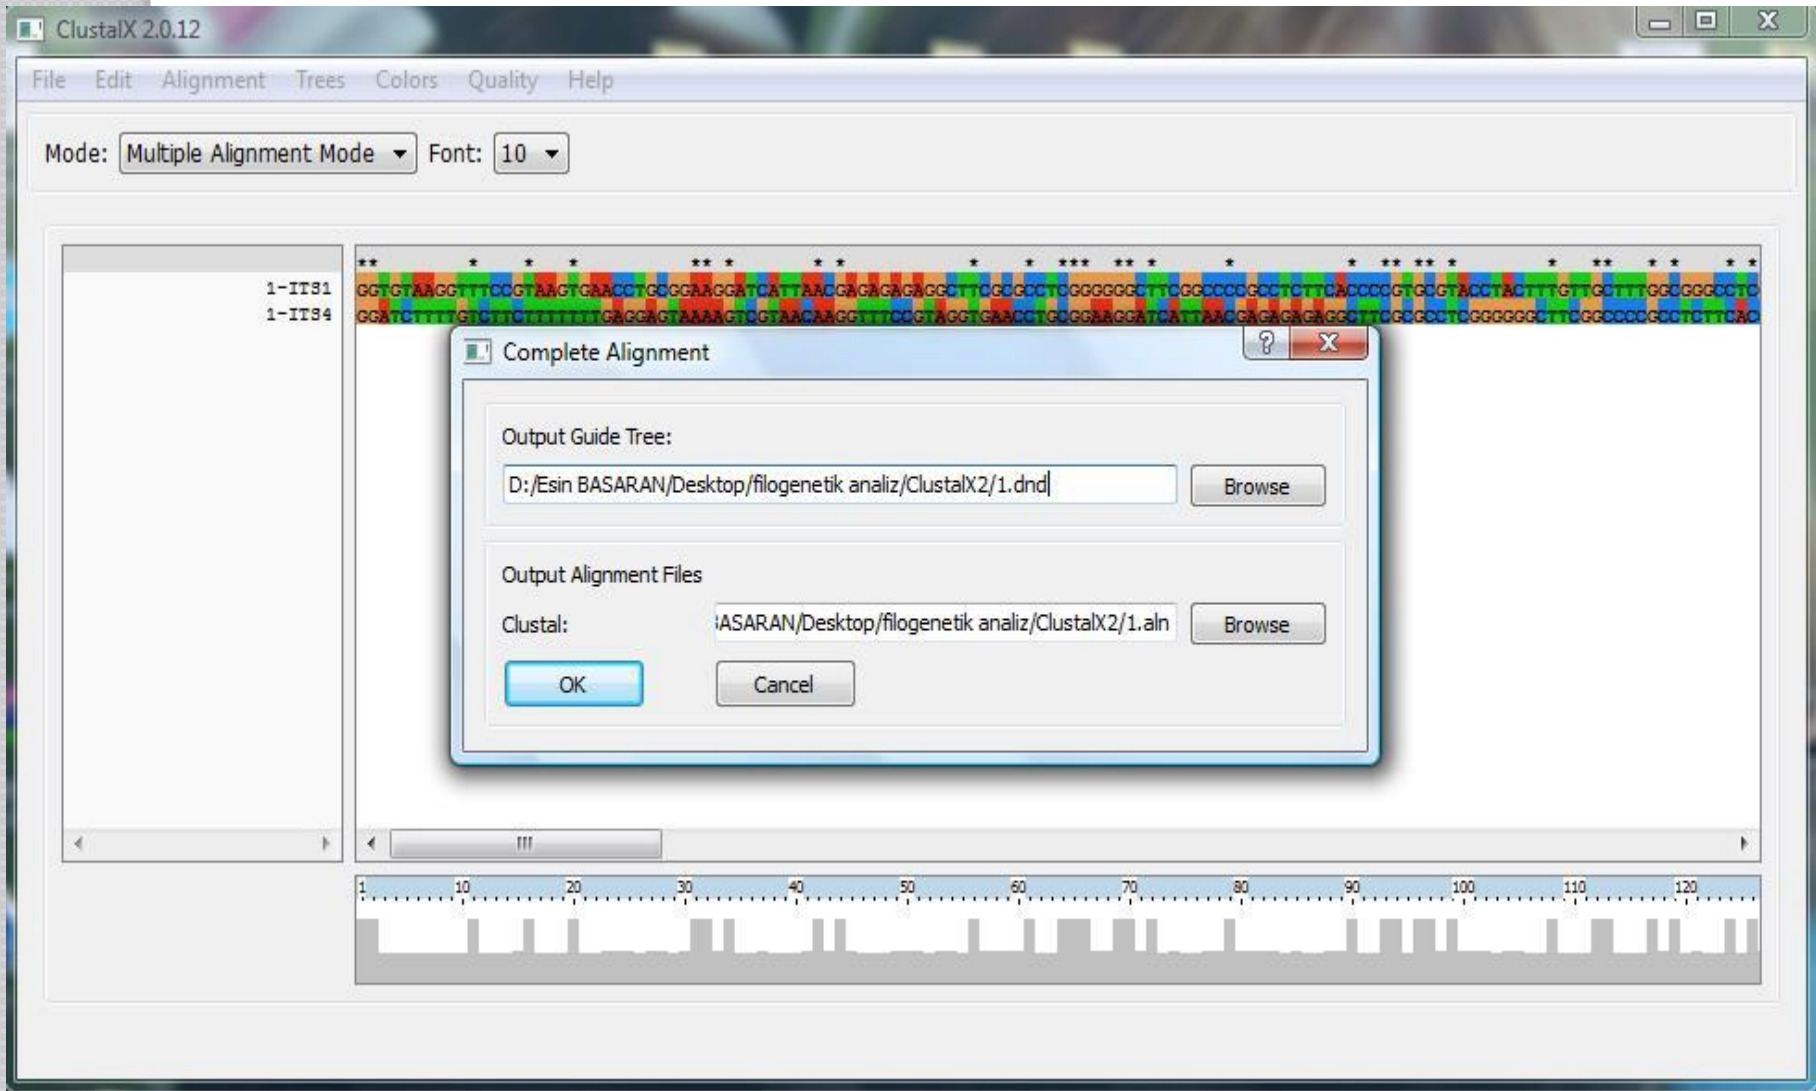 ClustalX 2.0.12
File Edit Alignment Trees Colors Quality Help
Mode: Multiple Alignment Mode Font: 10
1-ITS1 GGTGTAAGGTTTCCGTAAGTGAACCTGCGGAAGGATCATTAACGAGAGAGAGGCTTCGCGCCTCGGGGGGCTTCGGCCCCGCCTCTTCACCCCCGTGCGTACCTACTTTGTTGCTTTGGCGGGCCTC
1-ITS4 GGATCTTTTGTCTTCTTTTTTTTGAGGAGTAAAAGTCGTAACAAGGTTTCCGTAGGTGAACCTGCGGAAGGATCATTAACGAGAGAGAGGCTTCGCGCCTCGGGGGGCTTCGGCCCCGCCTCTTCAC
Complete Alignment
Output Guide Tree:
D:/Esin BASARAN/Desktop/filogenetik analiz/ClustalX2/1.dnd Browse
Output Alignment Files
Clustal: ASARAN/Desktop/filogenetik analiz/ClustalX2/1.aln Browse
OK Cancel
1 10 20 30 40 50 60 70 80 90 100 110 120